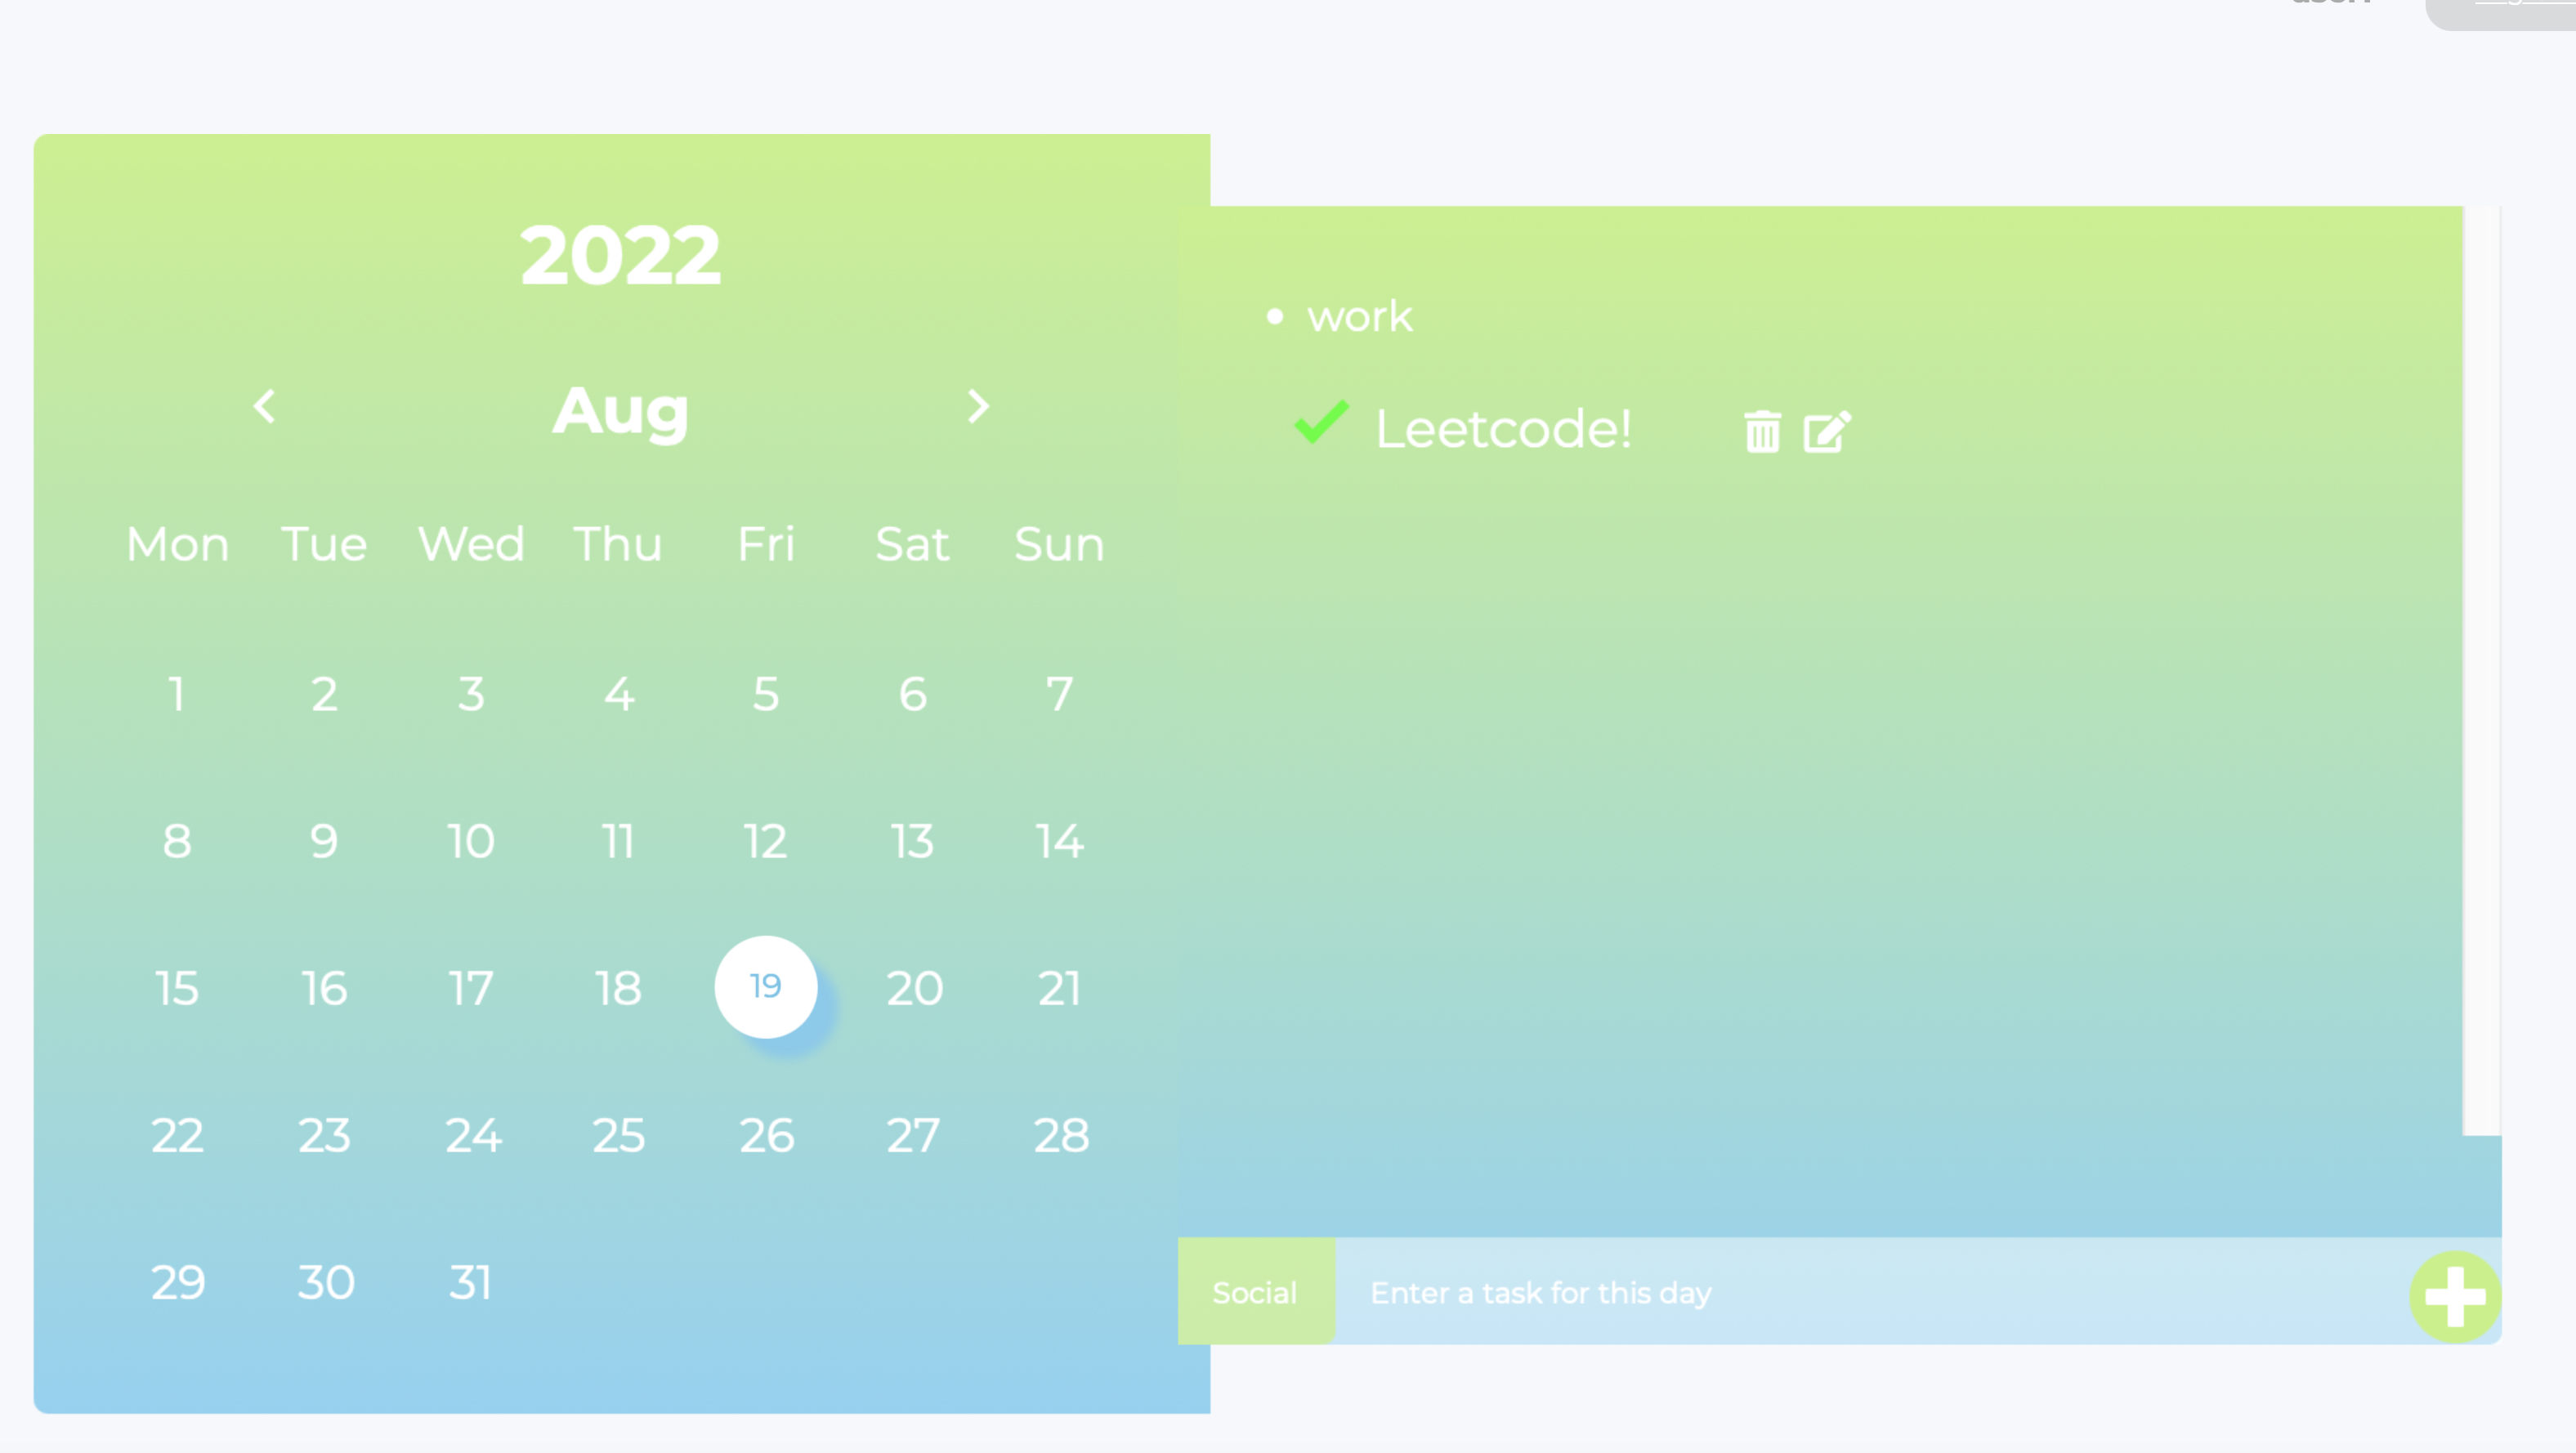 2022
Aug
Mon Tue Wed Thu Fri Sat Sun
1 2 3 4 5 6 7
8 9 10 11 12 13 14
15 16 17 18 19 20 21
22 23 24 25 26 27 28
29 30 31
• work
Leetcode!
Social
Enter a task for this day